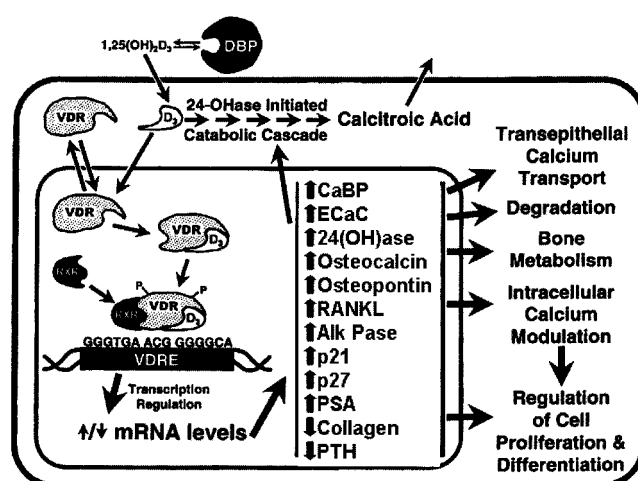 1,25(OH)₂D₃
DBP
VDR
D₃
24-OHase Initiated
Catabolic Cascade
Calcitroic Acid
VDR
VDR
D₃
RXR
P
P
VDR
RXR
D₃
GGGTGA ACG GGGGCA
VDRE
Transcription
Regulation
↑/↓ mRNA levels
↑CaBP
↑ECaC
↑24(OH)ase
↑Osteocalcin
↑Osteopontin
↑RANKL
↑Alk Pase
↑p21
↑p27
↑PSA
↓Collagen
↓PTH
Transepithelial
Calcium
Transport
Degradation
Bone
Metabolism
Intracellular
Calcium
Modulation
Regulation
of Cell
Proliferation &
Differentiation